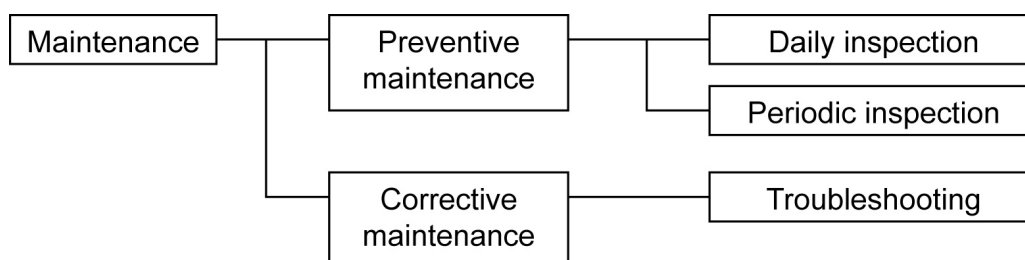 Maintenance
Preventive
maintenance
Daily inspection
Periodic inspection
Corrective
maintenance
Troubleshooting